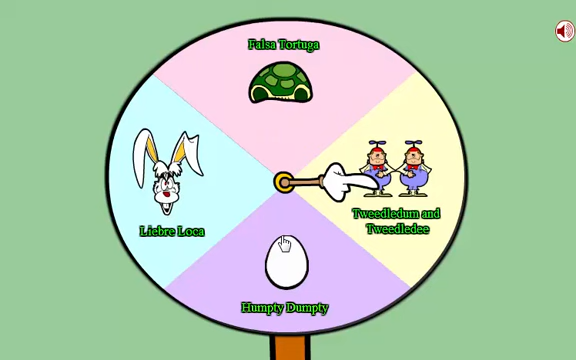 Falsa Tortuga
Liebre Loca
Tweedledum and
Tweedledee
Humpty Dumpty